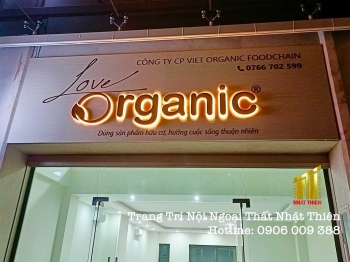 CÔNG TY CP VIET ORGANIC FOODCHAIN
0766 702 599
Love
Organic®
Dùng sản phẩm hữu cơ, hướng cuộc sống thuận nhiên
NHẤT THIÊN
Trang Trí Nội Ngoại Thất Nhật Thiên
Hotline: 0906 009 388